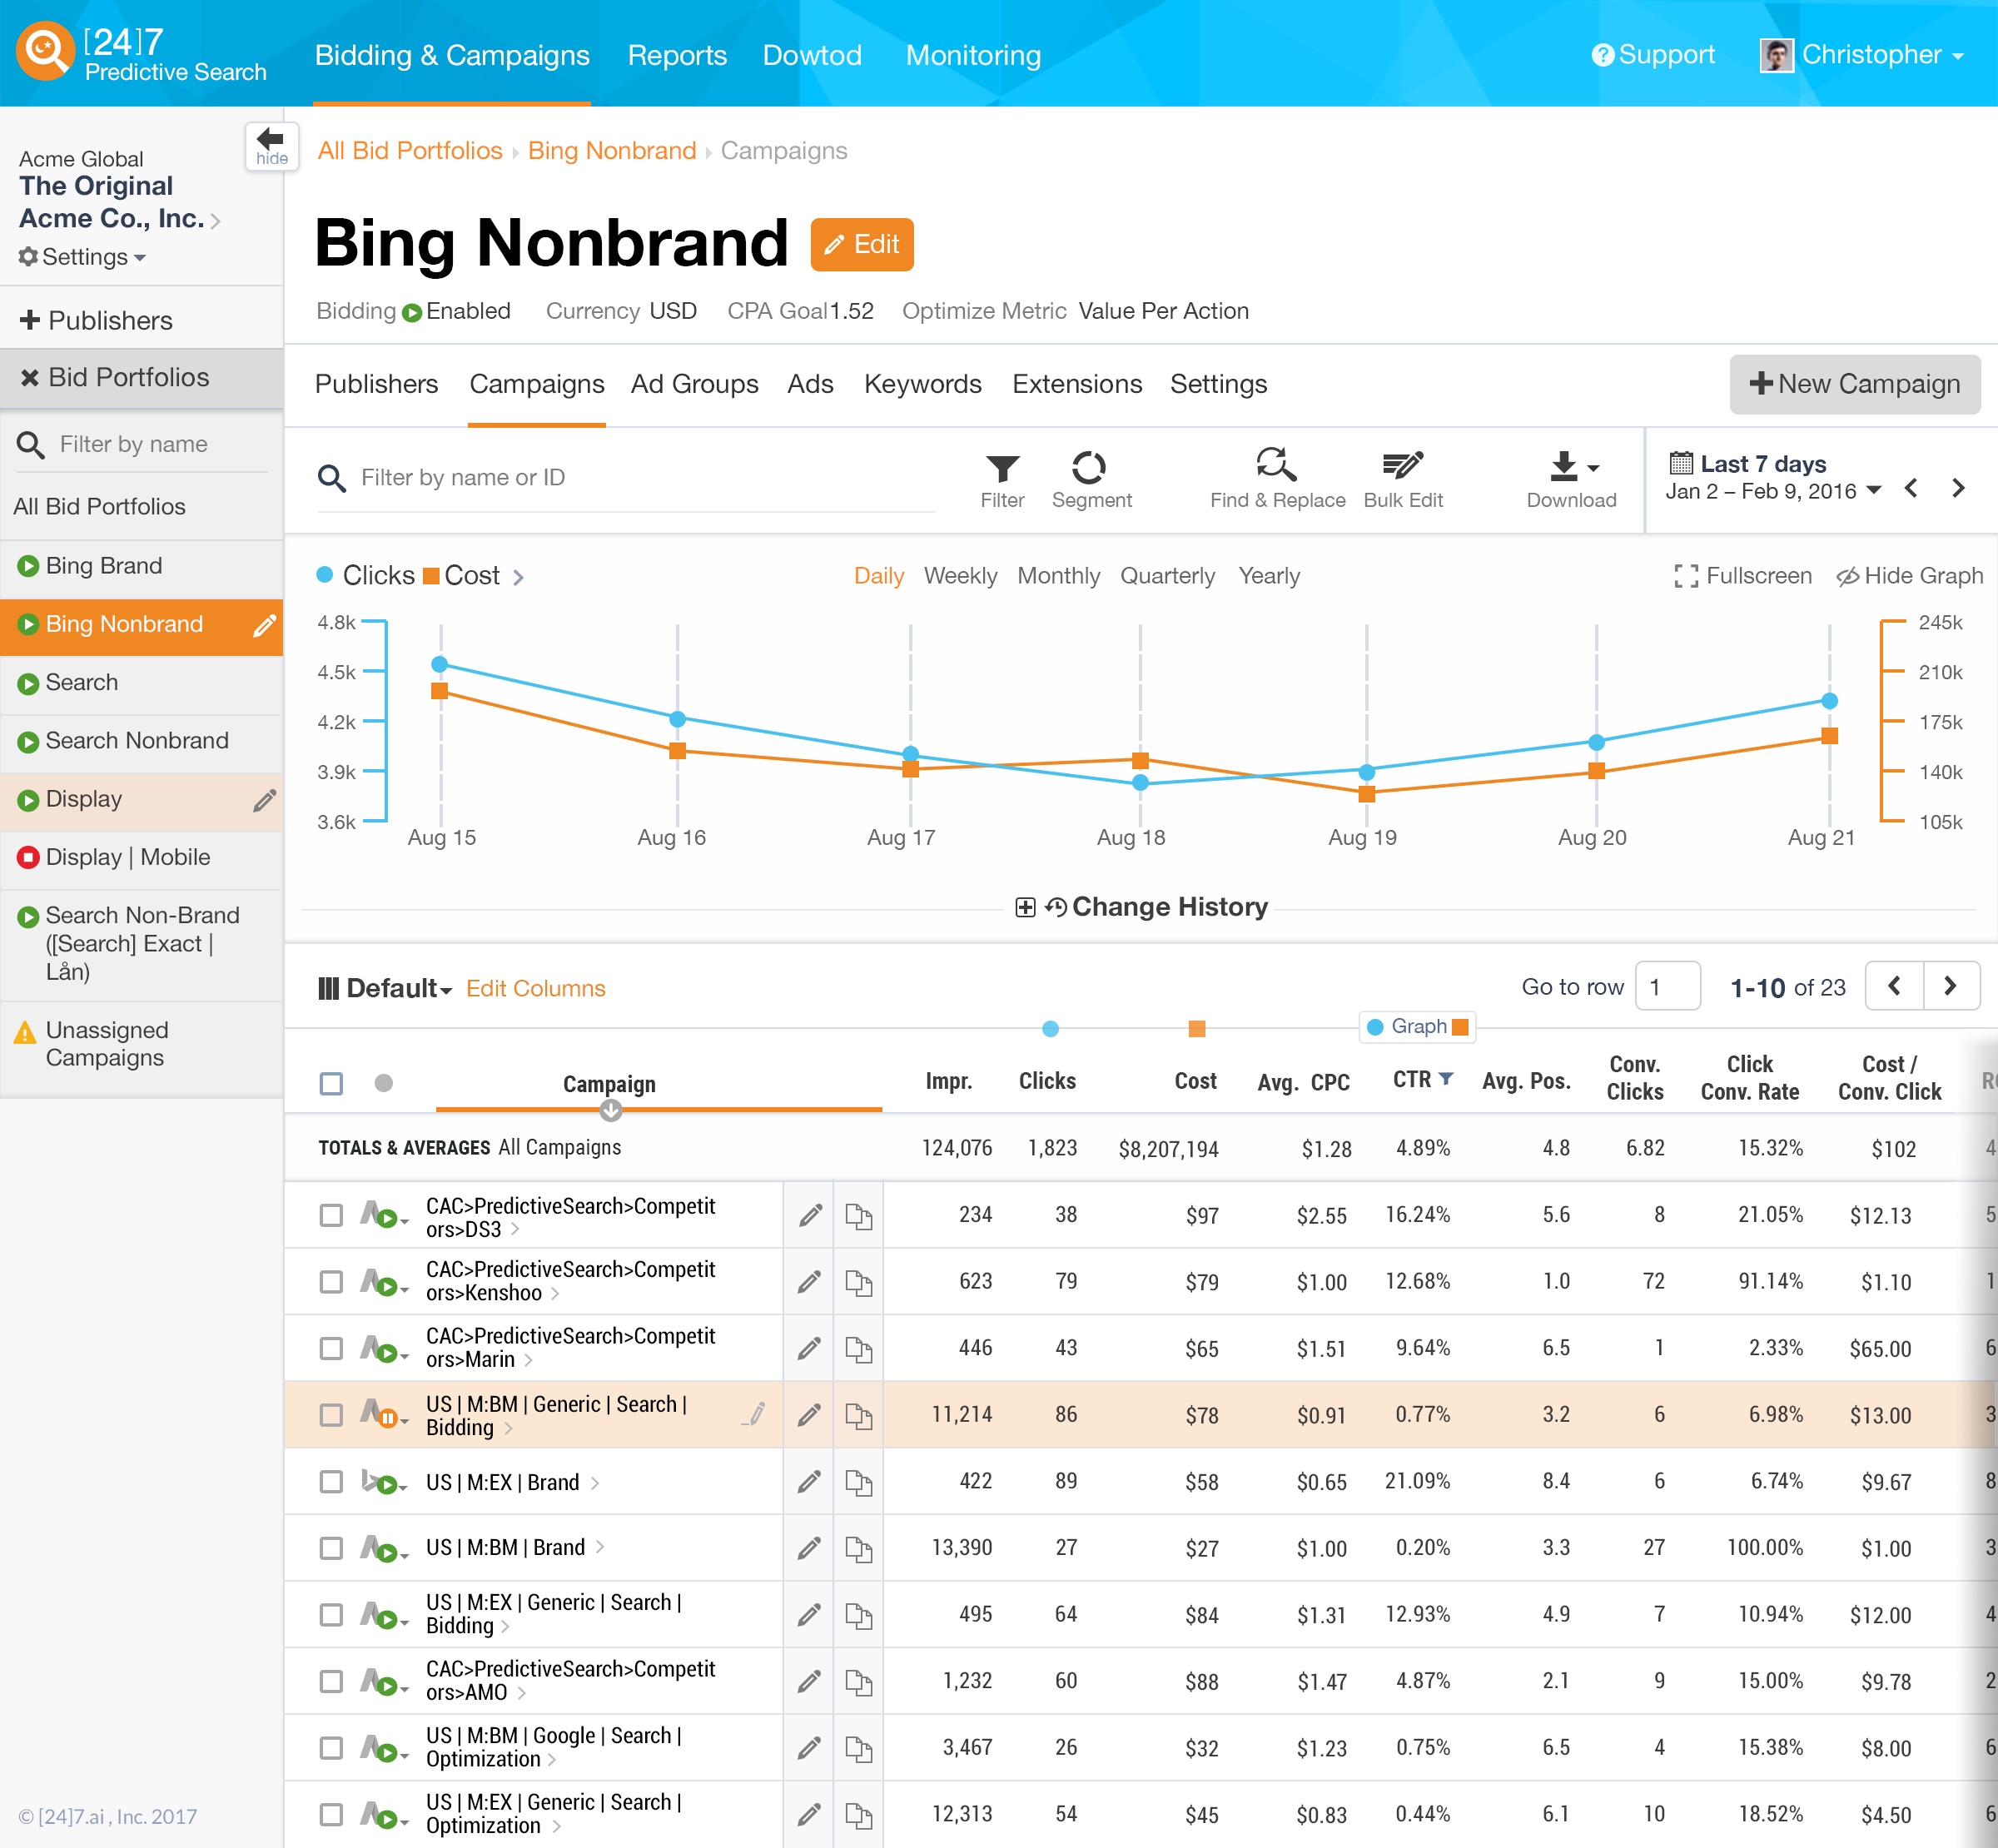 [24]7
Predictive Search
Bidding & Campaigns Reports Dowtod Monitoring
Support Christopher
hide
Acme Global
The Original
Acme Co., Inc.
Settings
Publishers
Bid Portfolios
Filter by name
All Bid Portfolios
Bing Brand
Bing Nonbrand
Search
Search Nonbrand
Display
Display | Mobile
Search Non-Brand
([Search] Exact |
Lån)
Unassigned
Campaigns
© [24]7.ai , Inc. 2017
All Bid Portfolios Bing Nonbrand Campaigns
Bing Nonbrand Edit
Bidding Enabled Currency USD CPA Goal1.52 Optimize Metric Value Per Action
Publishers Campaigns Ad Groups Ads Keywords Extensions Settings
New Campaign
Filter by name or ID
Filter Segment Find & Replace Bulk Edit Download
Last 7 days
Jan 2 – Feb 9, 2016
Clicks Cost
Daily Weekly Monthly Quarterly Yearly
Fullscreen Hide Graph
4.8k 245k
4.5k 210k
4.2k 175k
3.9k 140k
3.6k 105k
Aug 15 Aug 16 Aug 17 Aug 18 Aug 19 Aug 20 Aug 21
Change History
Default Edit Columns
Go to row 1 1-10 of 23
Graph
Campaign Impr. Clicks Cost Avg. CPC CTR Avg. Pos. Conv. Clicks Click Conv. Rate Cost / Conv. Click
TOTALS & AVERAGES All Campaigns 124,076 1,823 $8,207,194 $1.28 4.89% 4.8 6.82 15.32% $102 4
CAC>PredictiveSearch>Competit
ors>DS3 234 38 $97 $2.55 16.24% 5.6 8 21.05% $12.13 5
CAC>PredictiveSearch>Competit
ors>Kenshoo 623 79 $79 $1.00 12.68% 1.0 72 91.14% $1.10 1
CAC>PredictiveSearch>Competit
ors>Marin 446 43 $65 $1.51 9.64% 6.5 1 2.33% $65.00 6
US | M:BM | Generic | Search |
Bidding 11,214 86 $78 $0.91 0.77% 3.2 6 6.98% $13.00 3
US | M:EX | Brand 422 89 $58 $0.65 21.09% 8.4 6 6.74% $9.67 8
US | M:BM | Brand 13,390 27 $27 $1.00 0.20% 3.3 27 100.00% $1.00 3
US | M:EX | Generic | Search |
Bidding 495 64 $84 $1.31 12.93% 4.9 7 10.94% $12.00 4
CAC>PredictiveSearch>Competit
ors>AMO 1,232 60 $88 $1.47 4.87% 2.1 9 15.00% $9.78 2
US | M:BM | Google | Search |
Optimization 3,467 26 $32 $1.23 0.75% 6.5 4 15.38% $8.00 6
US | M:EX | Generic | Search |
Optimization 12,313 54 $45 $0.83 0.44% 6.1 10 18.52% $4.50 6